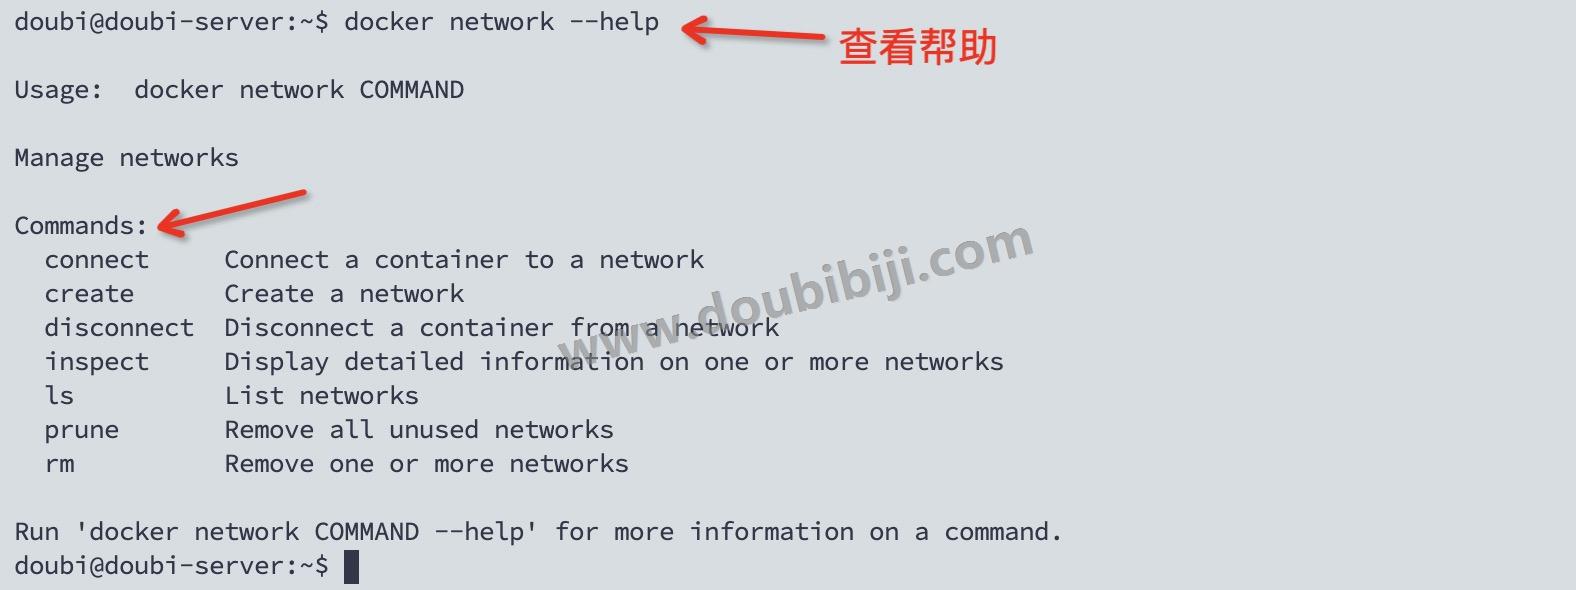 doubi@doubi-server:~$ docker network --help
查看帮助
Usage:  docker network COMMAND
Manage networks
Commands:
  connect     Connect a container to a network
  create      Create a network
  disconnect  Disconnect a container from a network
  inspect     Display detailed information on one or more networks
  ls          List networks
  prune       Remove all unused networks
  rm          Remove one or more networks
Run 'docker network COMMAND --help' for more information on a command.
doubi@doubi-server:~$
www.doubibiji.com